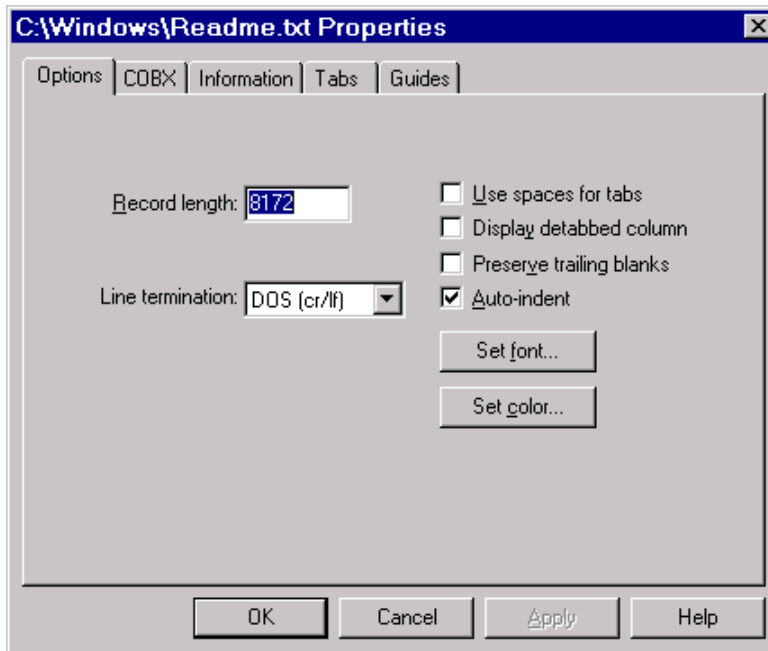 C:\Windows\Readme.txt Properties
Options COBX Information Tabs Guides
Record length: 8172
Use spaces for tabs
Display detabbed column
Preserve trailing blanks
Line termination: DOS (cr/lf)
Auto-indent
Set font...
Set color...
OK Cancel Apply Help